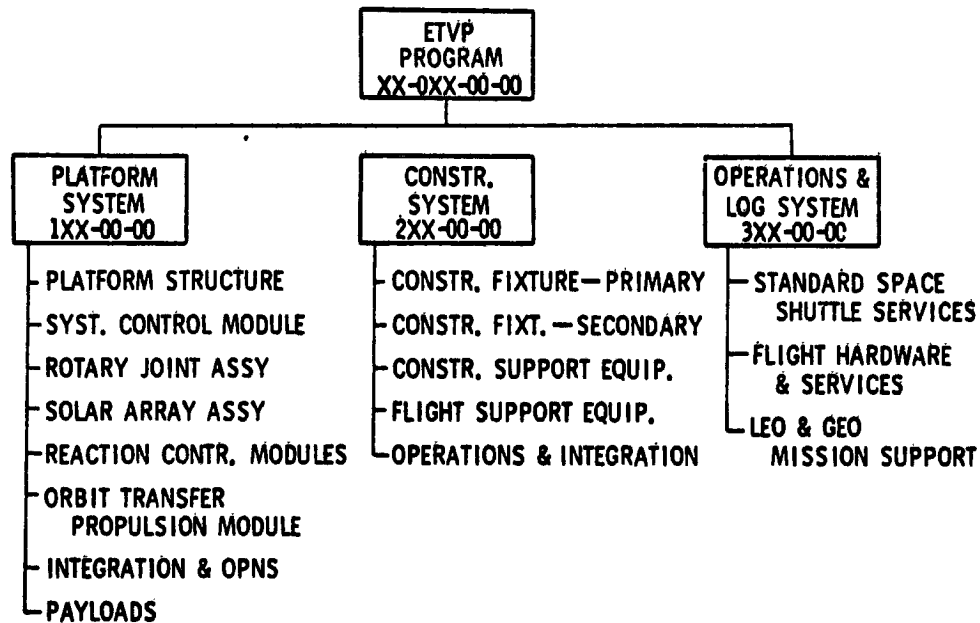 ETVP
PROGRAM
XX-0XX-00-00
PLATFORM
SYSTEM
1XX-00-00
PLATFORM STRUCTURE
SYST. CONTROL MODULE
ROTARY JOINT ASSY
SOLAR ARRAY ASSY
REACTION CONTR. MODULES
ORBIT TRANSFER
PROPULSION MODULE
INTEGRATION & OPNS
PAYLOADS
CONSTR.
SYSTEM
2XX-00-00
CONSTR. FIXTURE—PRIMARY
CONSTR. FIXT.—SECONDARY
CONSTR. SUPPORT EQUIP.
FLIGHT SUPPORT EQUIP.
OPERATIONS & INTEGRATION
OPERATIONS &
LOG SYSTEM
3XX-00-0C
STANDARD SPACE
SHUTTLE SERVICES
FLIGHT HARDWARE
& SERVICES
LEO & GEO
MISSION SUPPORT